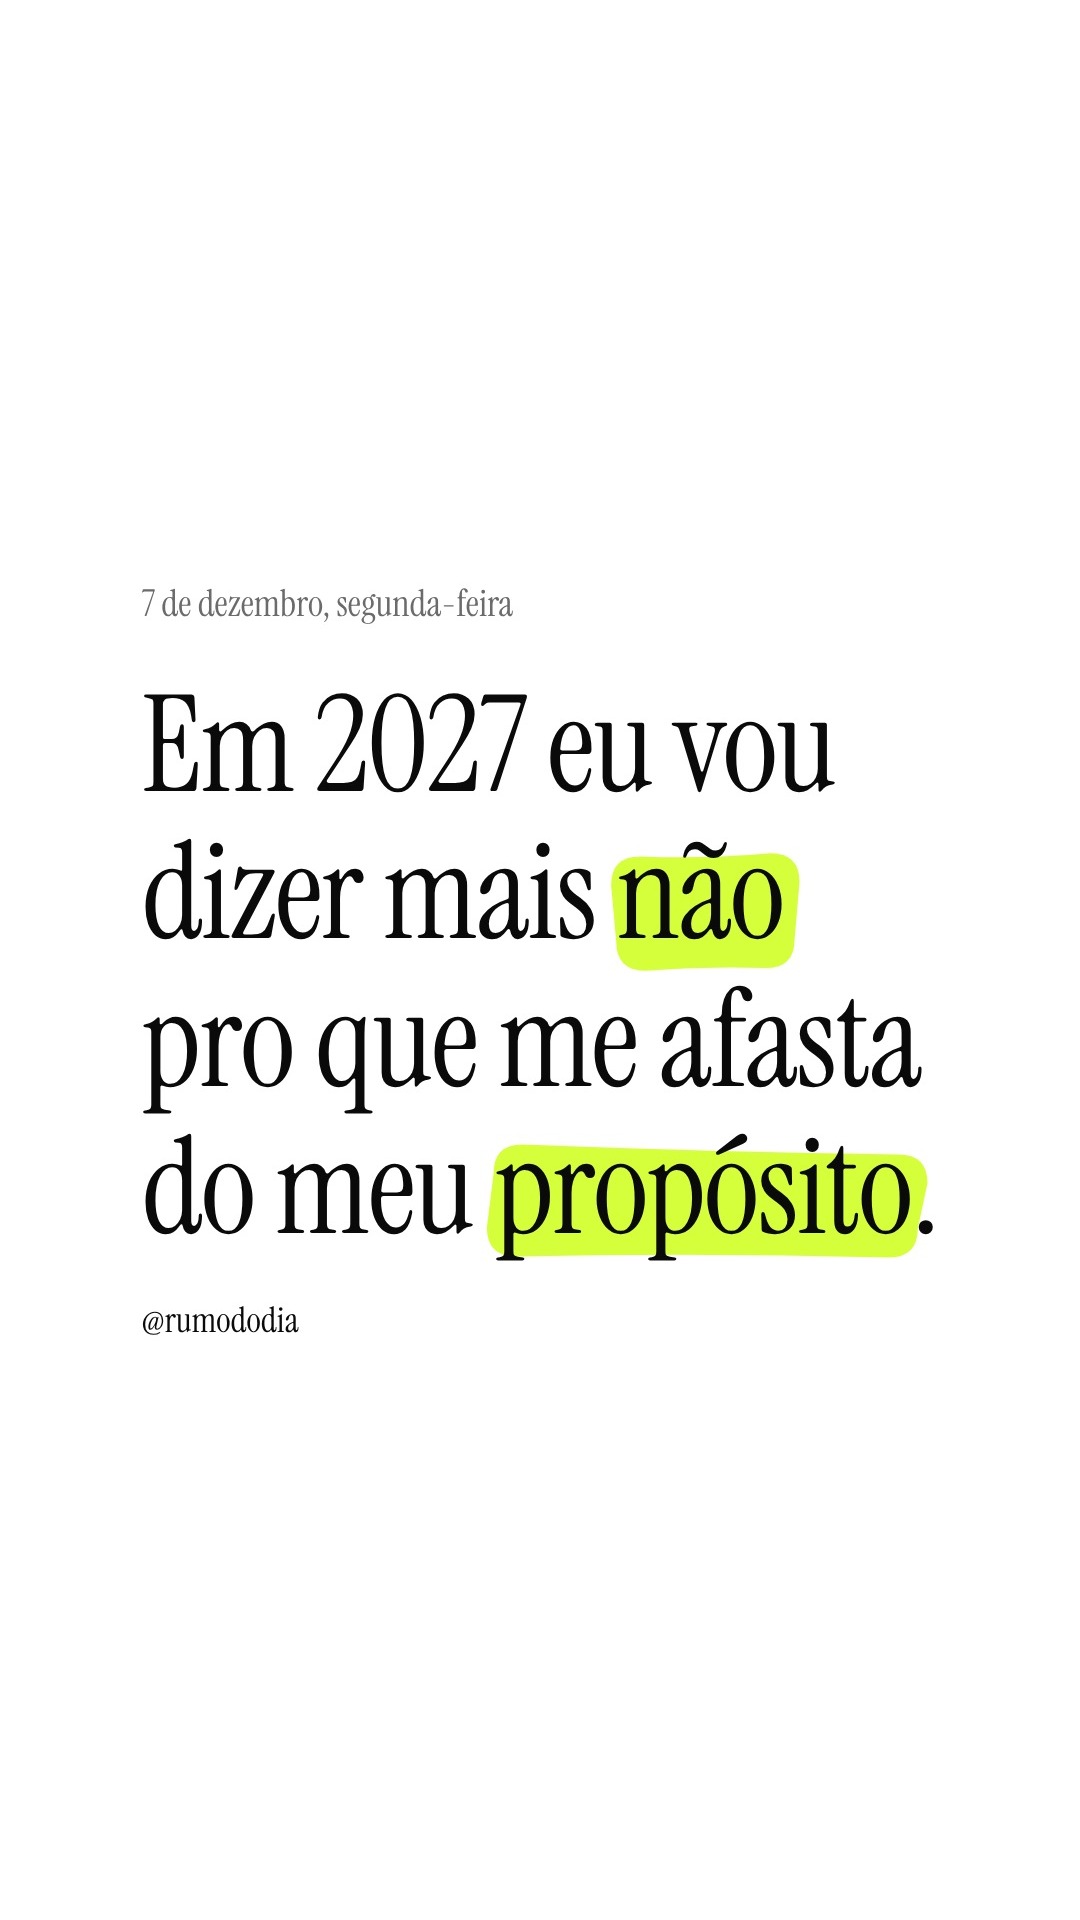 7 de dezembro, segunda-feira
Em 2027 eu vou
dizer mais não
pro que me afasta
do meu propósito.
@rumododia